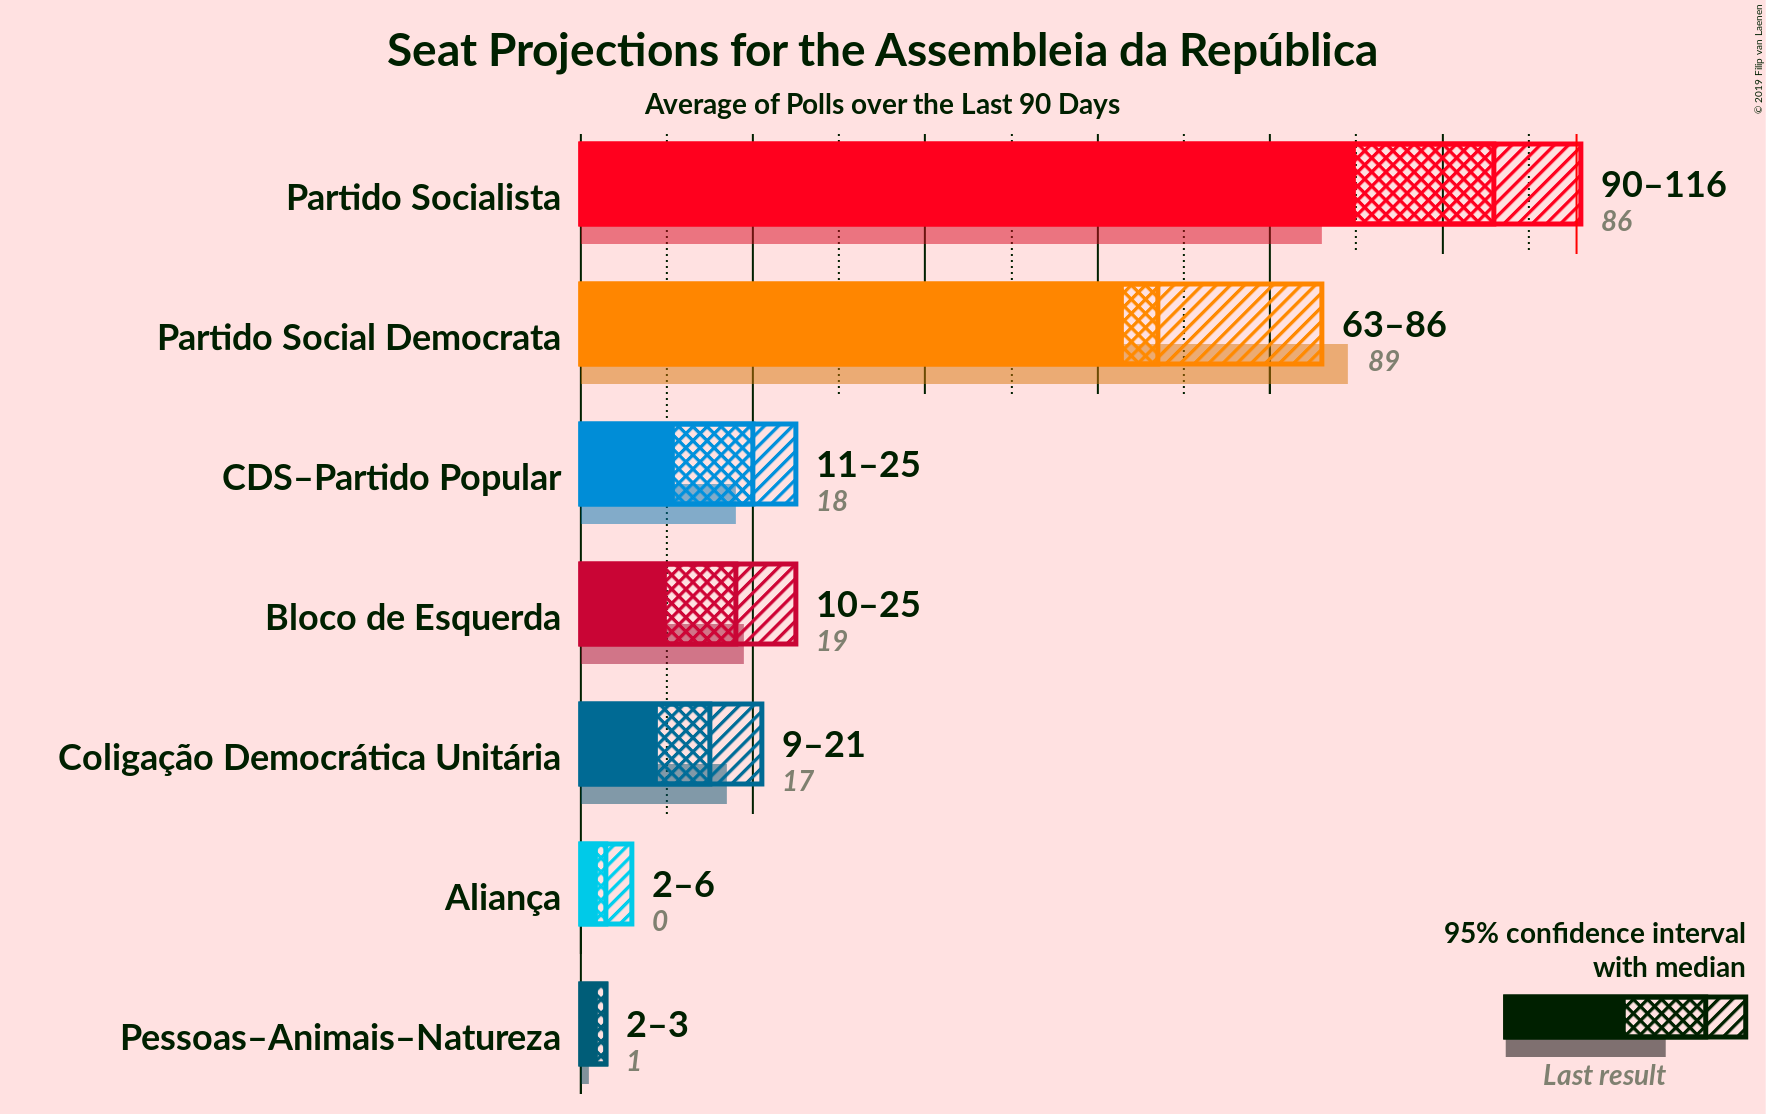 Seat Projections for the Assembleia da República
Average of Polls over the Last 90 Days
© 2019 Filip van Laenen
Partido Socialista
90–116
86
Partido Social Democrata
63–86
89
CDS–Partido Popular
11–25
18
Bloco de Esquerda
10–25
19
Coligação Democrática Unitária
9–21
17
Aliança
2–6
0
Pessoas–Animais–Natureza
2–3
1
95% confidence interval
with median
Last result